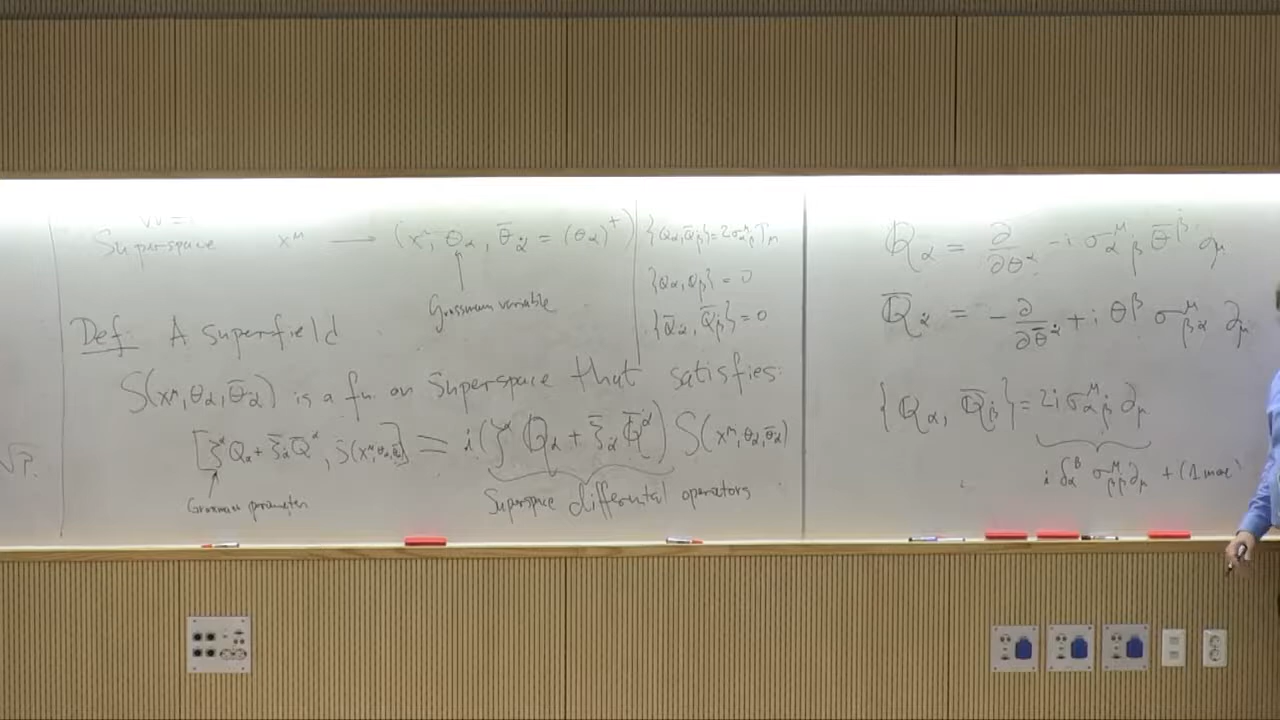 Superspace x^μ ⟶ (x^μ, θ_α, θ̄_α̇ = (θ_α)^†)
Grassmann variable
Def: A superfield
S(x^μ, θ_α, θ̄_α̇) is a fn. on Superspace that satisfies:
[ξ^α Q_α + ξ̄_α̇ Q̄^α̇, S(x^μ, θ_α, θ̄_α̇)] = i(ξ^α ℚ_α + ξ̄_α̇ ℚ̄^α̇) S(x^μ, θ_α, θ̄_α̇)
Grassmann parameter
Superspace differential operators
{Q_α, Q̄_β̇} = 2σ^μ_αβ̇ P_μ
{Q_α, Q_β} = 0
{Q̄_α̇, Q̄_β̇} = 0
ℚ_α = ∂/∂θ^α - i σ^μ_αβ̇ θ̄^β̇ ∂_μ
ℚ̄_α̇ = -∂/∂θ̄^α̇ + i θ^β σ^μ_βα̇ ∂_μ
{ℚ_α, ℚ̄_β̇} = 2i σ^μ_αβ̇ ∂_μ
i δ_α^β σ^μ_ββ̇ ∂_μ + (1 more